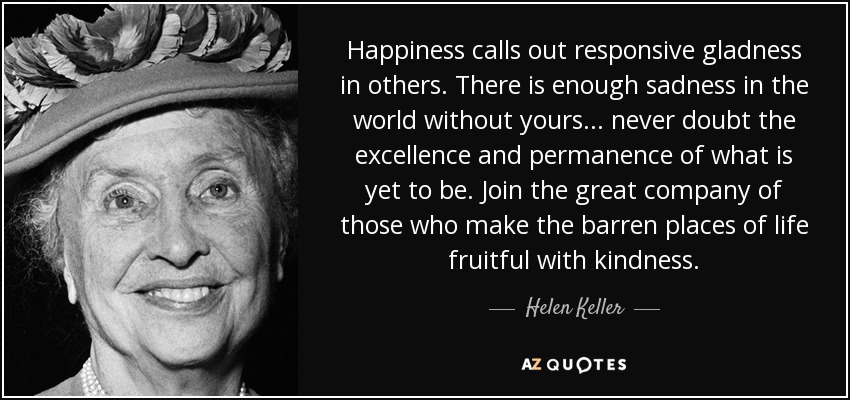 Happiness calls out responsive gladness
in others. There is enough sadness in the
world without yours... never doubt the
excellence and permanence of what is
yet to be. Join the great company of
those who make the barren places of life
fruitful with kindness.
Helen Keller
AZ QUOTES